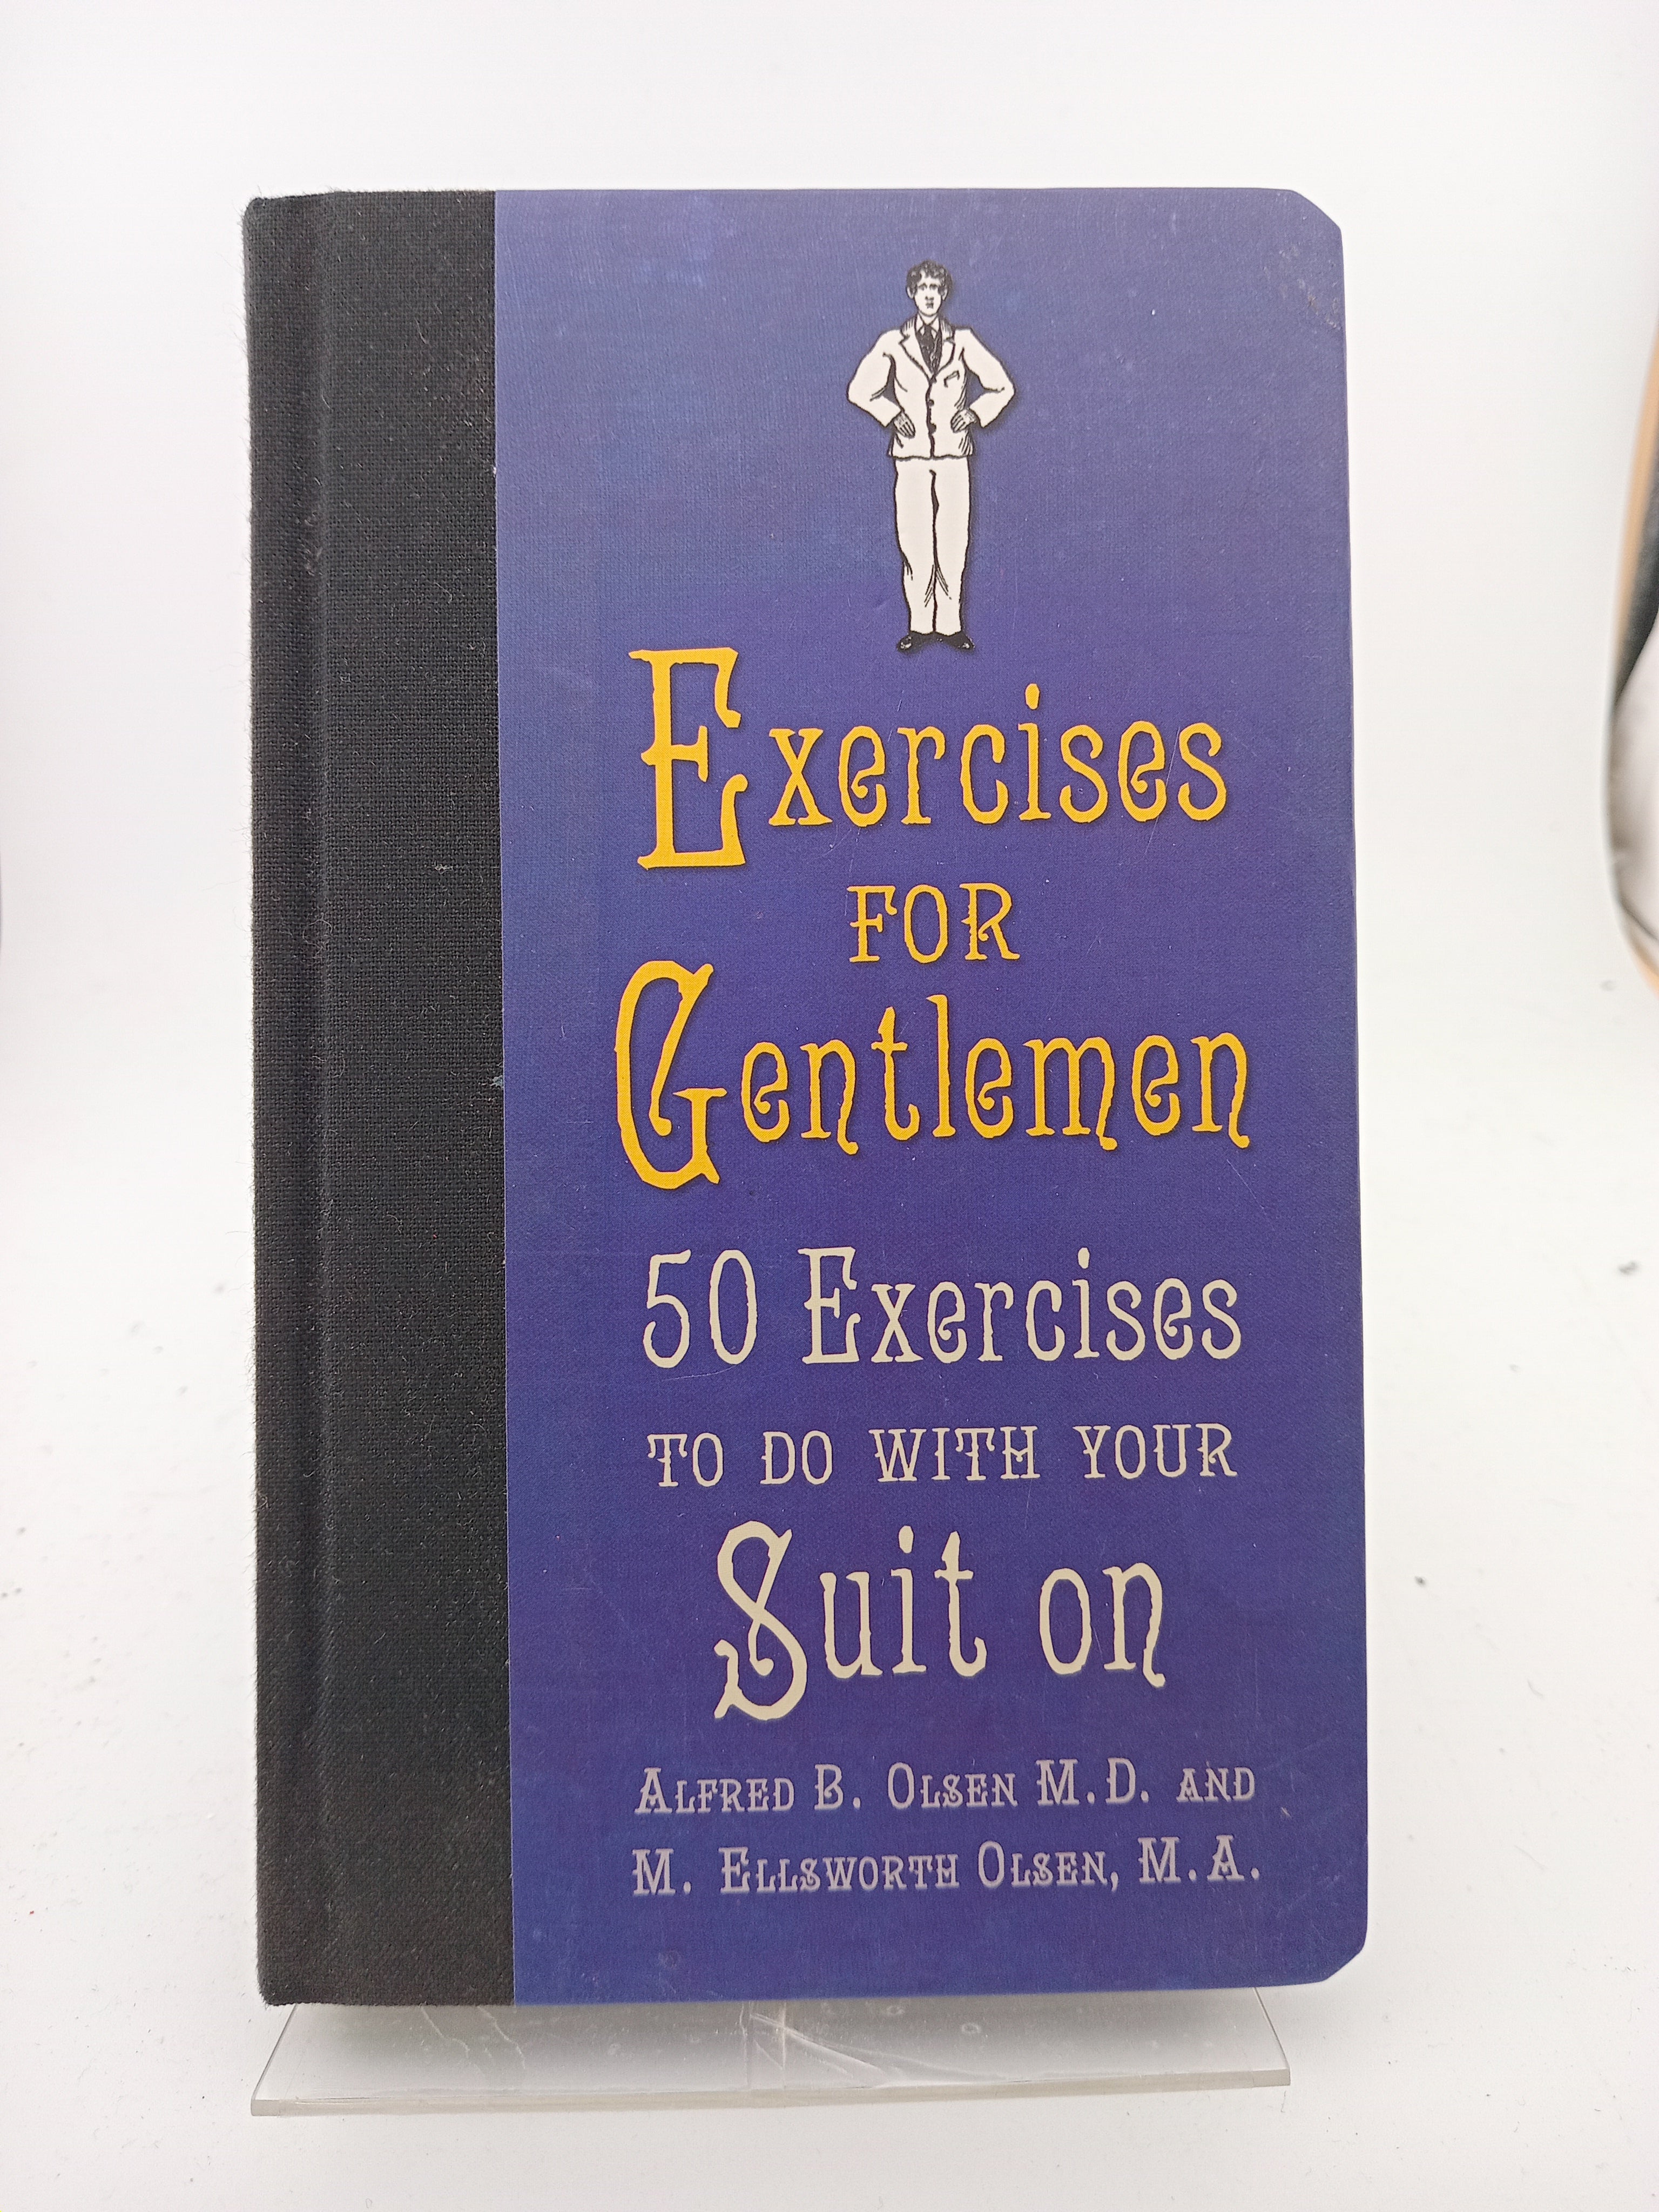 Exercises
FOR
Gentlemen
50 Exercises
TO DO WITH YOUR
Suit on
ALFRED B. OLSEN M.D. AND
M. ELLSWORTH OLSEN, M.A.